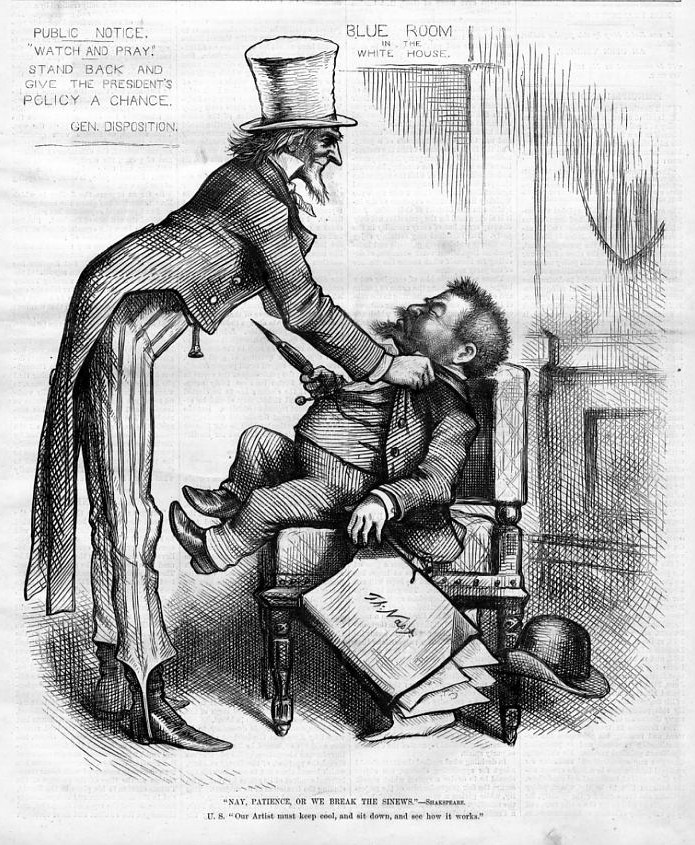 PUBLIC NOTICE.
"WATCH AND PRAY."
STAND BACK AND
GIVE THE PRESIDENT'S
POLICY A CHANCE.
GEN. DISPOSITION.
BLUE ROOM
IN THE
WHITE HOUSE.
Th: Nast
"NAY, PATIENCE, OR WE BREAK THE SINEWS."—SHAKSPEARE.
U. S. "Our Artist must keep cool, and sit down, and see how it works."